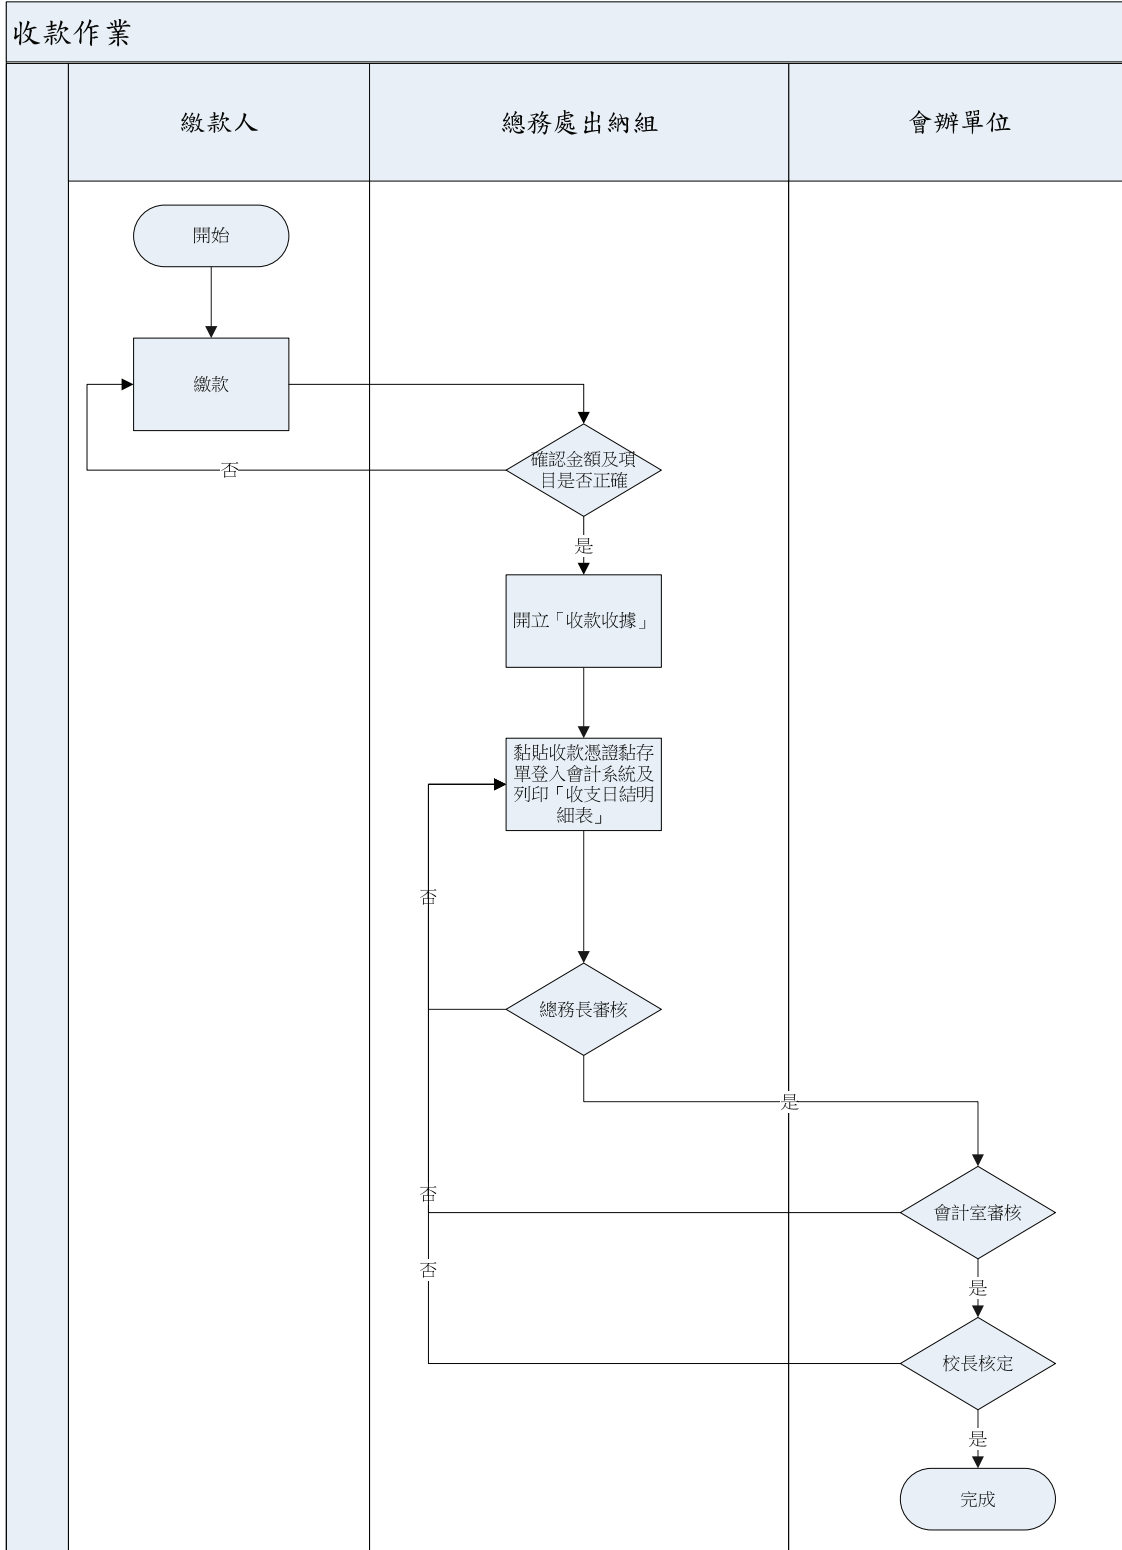 收款作業
繳款人
總務處出納組
會辦單位
開始
繳款
確認金額及項
目是否正確
否
是
開立「收款收據」
黏貼收款憑證黏存
單登入會計系統及
列印「收支日結明
細表」
否
總務長審核
是
否
會計室審核
否
是
校長核定
是
完成